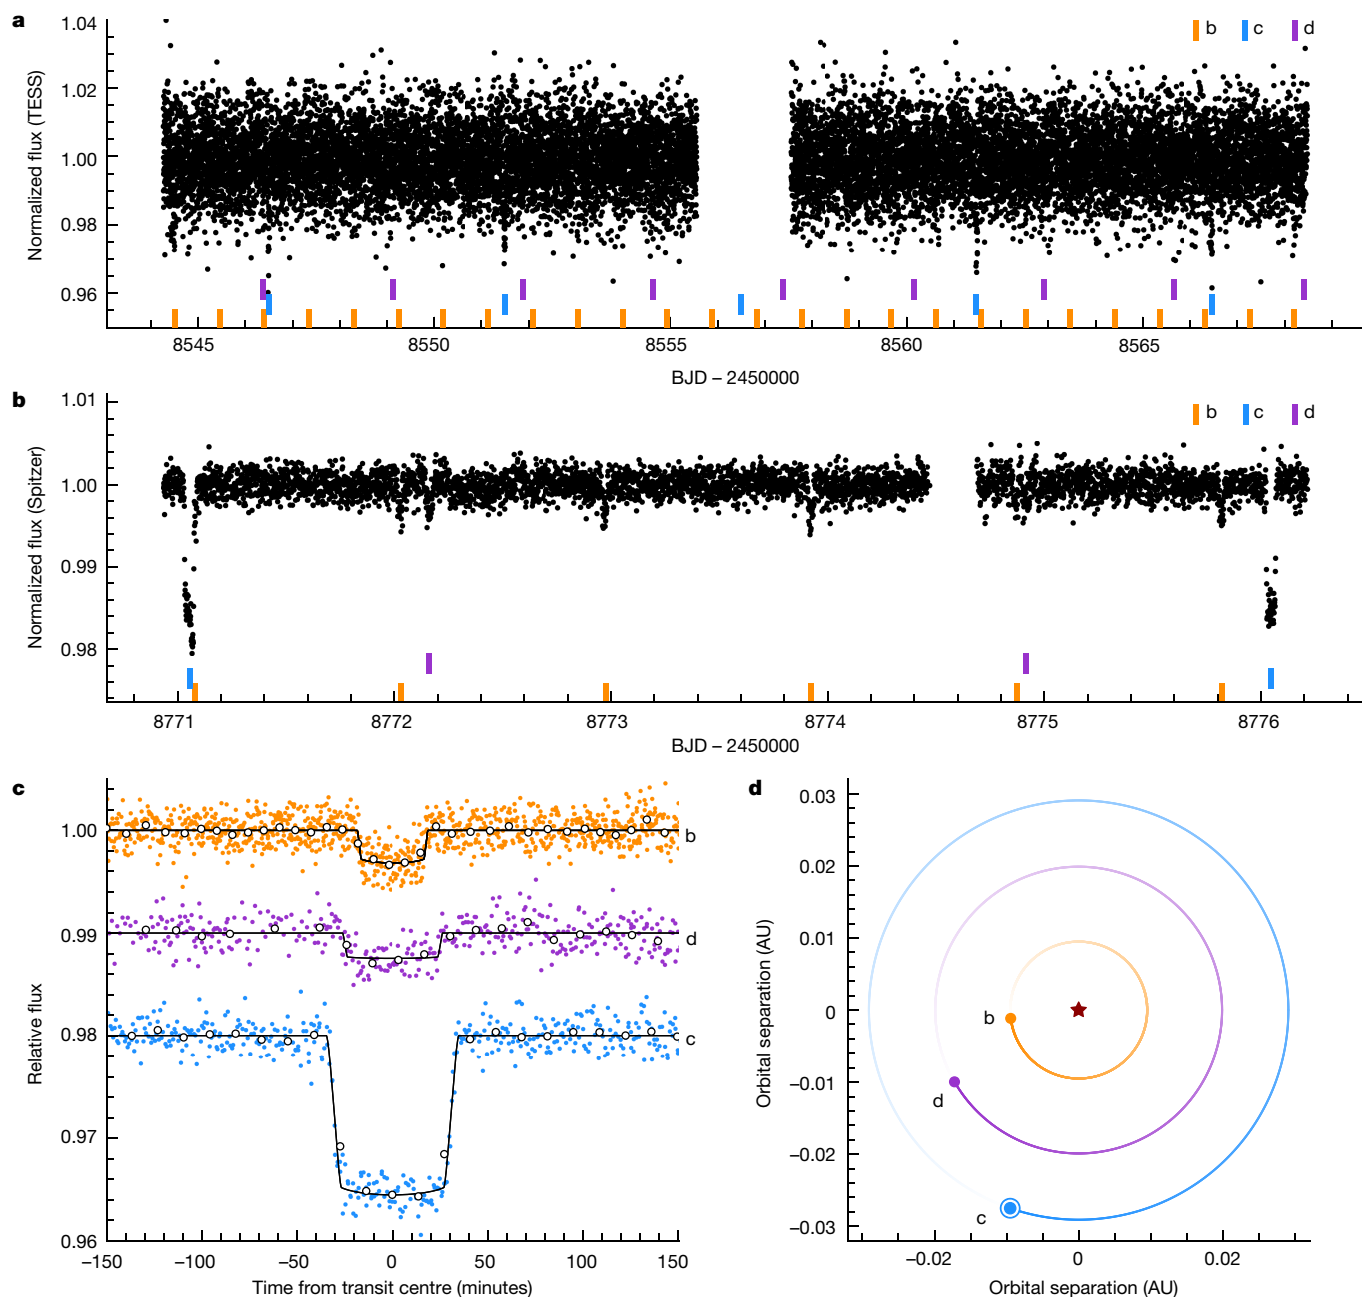 a
b c d
Normalized flux (TESS)
1.04
1.02
1.00
0.98
0.96
8545 8550 8555 8560 8565
BJD – 2450000
b
b c d
Normalized flux (Spitzer)
1.01
1.00
0.99
0.98
8771 8772 8773 8774 8775 8776
BJD – 2450000
c
Relative flux
1.00
0.99
0.98
0.97
0.96
b
d
c
−150 −100 −50 0 50 100 150
Time from transit centre (minutes)
d
Orbital separation (AU)
0.03
0.02
0.01
0
−0.01
−0.02
−0.03
b
d
c
−0.02 0 0.02
Orbital separation (AU)